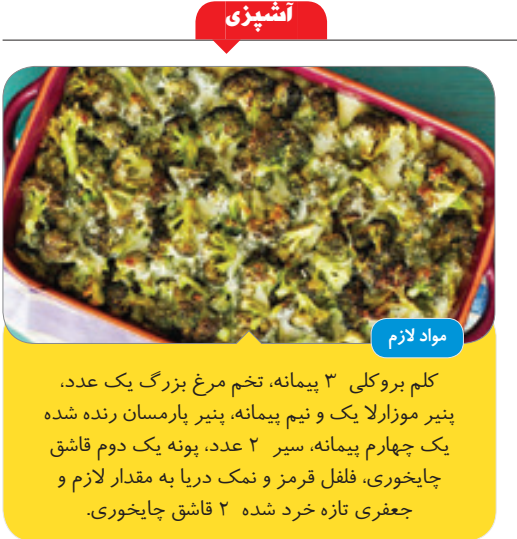 آشپزی
مواد لازم
کلم بروکلی ۳ پیمانه، تخم مرغ بزرگ یک عدد،
پنیر موزارلا یک و نیم پیمانه، پنیر پارمسان رنده شده
یک چهارم پیمانه، سیر ۲ عدد، پونه یک دوم قاشق
چایخوری، فلفل قرمز و نمک دریا به مقدار لازم و
جعفری تازه خرد شده ۲ قاشق چایخوری.